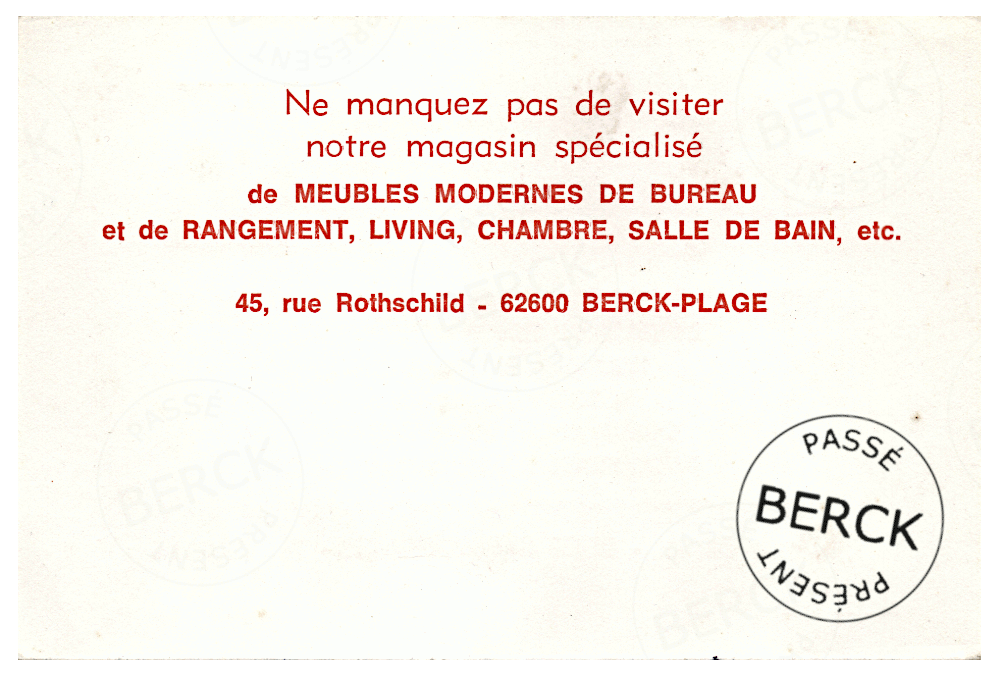 Ne manquez pas de visiter
notre magasin spécialisé
de MEUBLES MODERNES DE BUREAU
et de RANGEMENT, LIVING, CHAMBRE, SALLE DE BAIN, etc.
45, rue Rothschild - 62600 BERCK-PLAGE
PASSÉ
BERCK
PRÉSENT